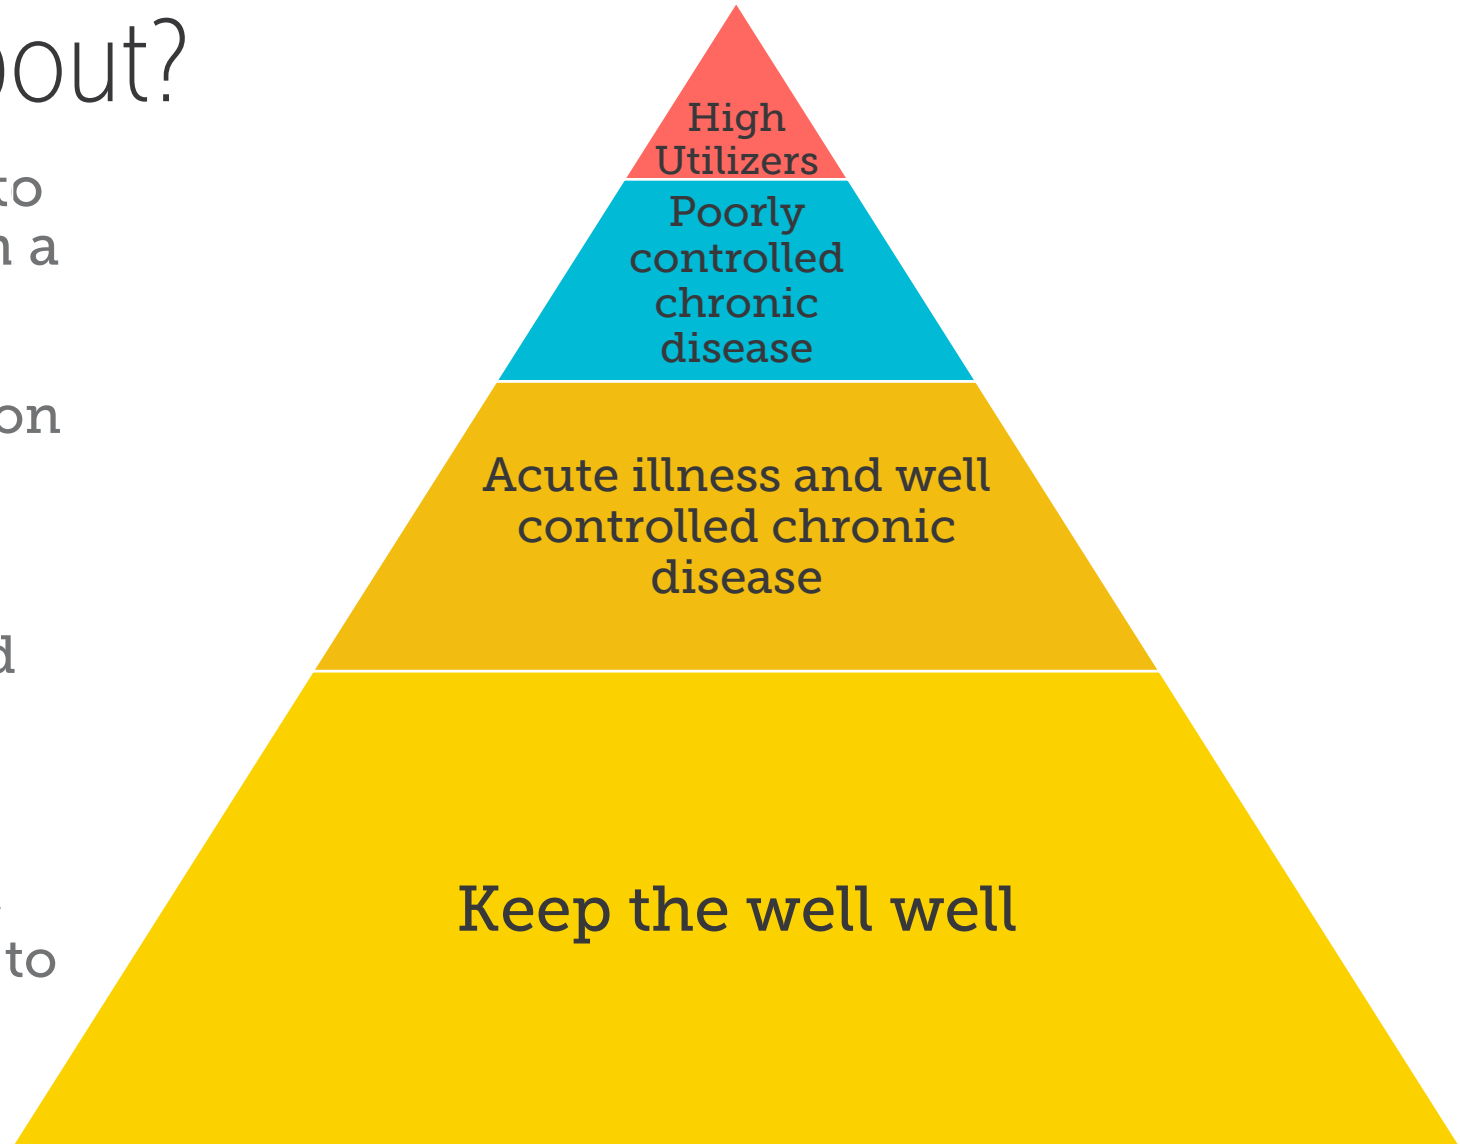 out?
to
a
on
to
High
Utilizers
Poorly
controlled
chronic
disease
Acute illness and well
controlled chronic
disease
Keep the well well